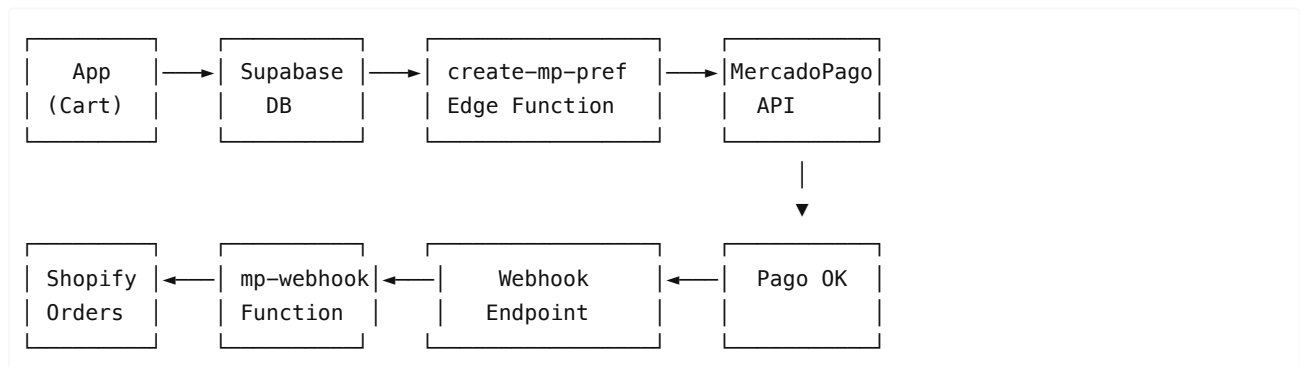 App Supabase create-mp-pref MercadoPago
(Cart) DB Edge Function API
Shopify mp-webhook Webhook Pago OK
Orders Function Endpoint